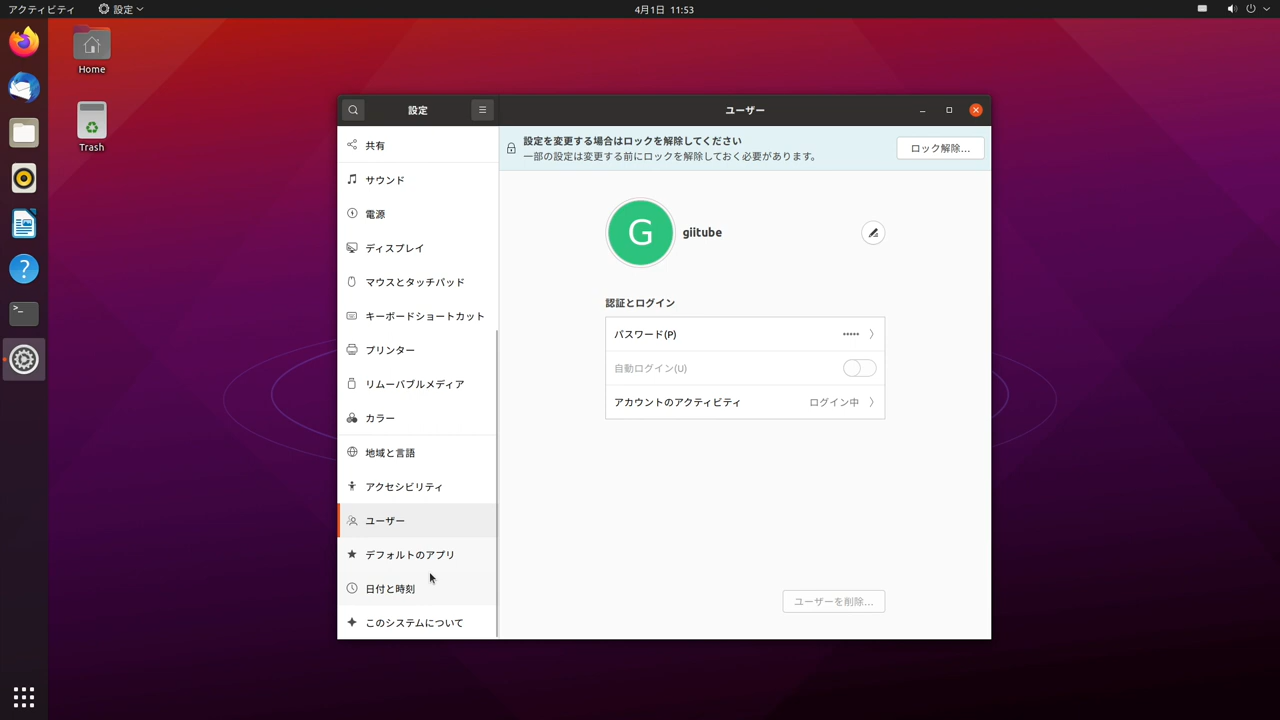 アクティビティ
設定
4月1日 11:53
Home
Trash
設定
ユーザー
共有
サウンド
電源
ディスプレイ
マウスとタッチパッド
キーボードショートカット
プリンター
リムーバブルメディア
カラー
地域と言語
アクセシビリティ
ユーザー
デフォルトのアプリ
日付と時刻
このシステムについて
設定を変更する場合はロックを解除してください
一部の設定は変更する前にロックを解除しておく必要があります。
ロック解除...
G
giitube
認証とログイン
パスワード(P) •••••
自動ログイン(U)
アカウントのアクティビティ ログイン中
ユーザーを削除...